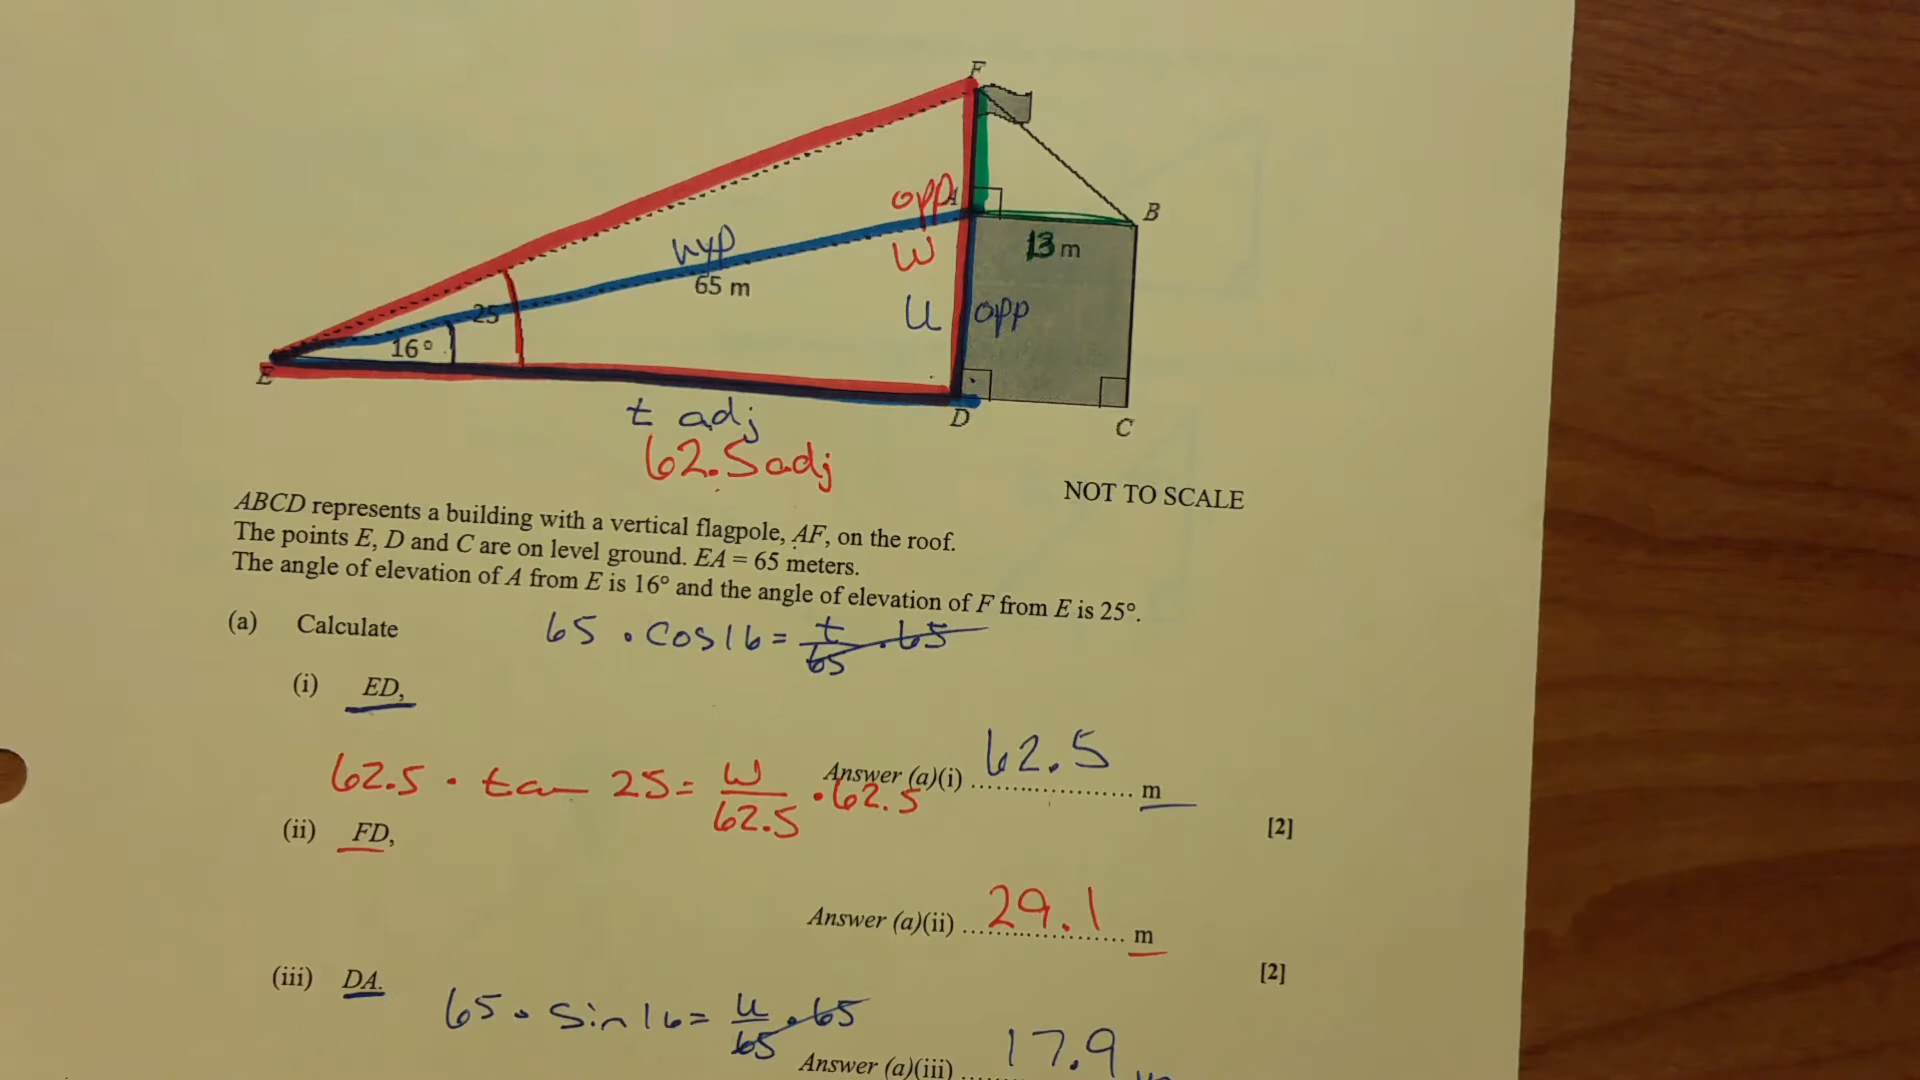 F
opp A
B
hyp
W
13 m
65 m
25
U opp
16°
E
t adj
D
C
62.5 adj
NOT TO SCALE
ABCD represents a building with a vertical flagpole, AF, on the roof.
The points E, D and C are on level ground. EA = 65 meters.
The angle of elevation of A from E is 16° and the angle of elevation of F from E is 25°.
(a) Calculate
65 · cos16 = t/65 · 65
(i) ED,
Answer (a)(i) 62.5 m
62.5 · tan 25 = W/62.5 · 62.5
[2]
(ii) FD,
Answer (a)(ii) 29.1 m
[2]
(iii) DA.
65 · sin16 = u/65 · 65
Answer (a)(iii) 17.9